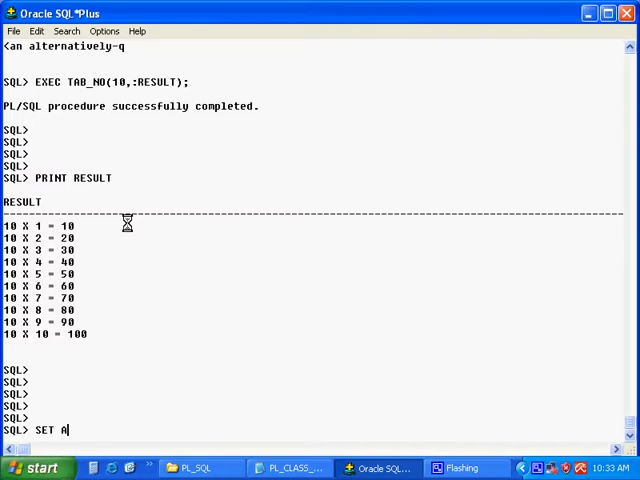 Oracle SQL*Plus
File Edit Search Options Help
<an alternatively-q
SQL> EXEC TAB_NO(10,:RESULT);
PL/SQL procedure successfully completed.
SQL>
SQL>
SQL>
SQL>
SQL> PRINT RESULT
RESULT
--------------------------------------------------------------------------------
10 X 1 = 10
10 X 2 = 20
10 X 3 = 30
10 X 4 = 40
10 X 5 = 50
10 X 6 = 60
10 X 7 = 70
10 X 8 = 80
10 X 9 = 90
10 X 10 = 100
SQL>
SQL>
SQL>
SQL>
SQL>
SQL> SET A
start PL_SQL PL_CLASS_... Oracle SQL... Flashing 10:33 AM